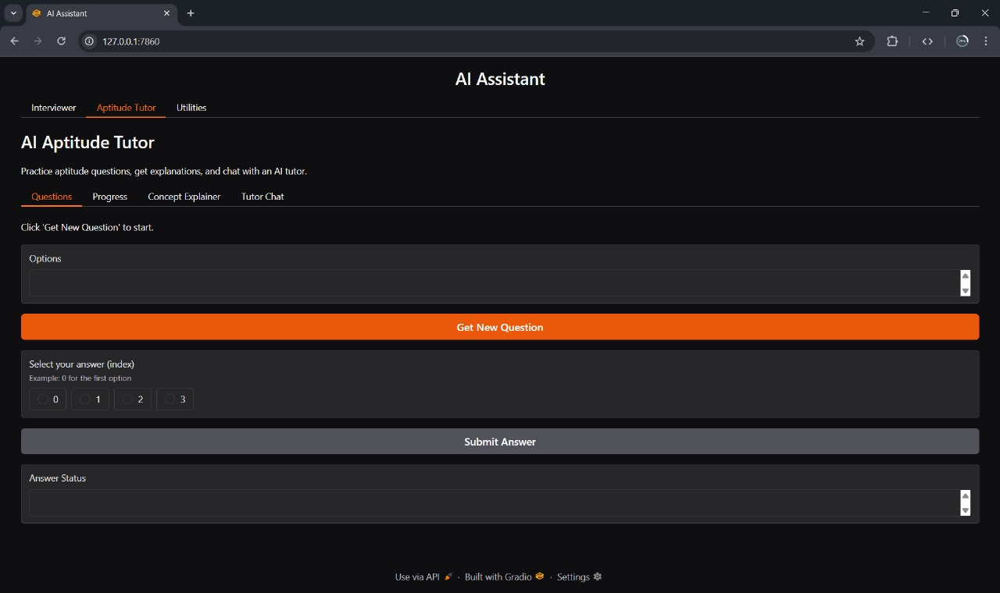 AI Assistant
127.0.0.1:7860
AI Assistant
Interviewer Aptitude Tutor Utilities
AI Aptitude Tutor
Practice aptitude questions, get explanations, and chat with an AI tutor.
Questions Progress Concept Explainer Tutor Chat
Click 'Get New Question' to start.
Options
Get New Question
Select your answer (index)
Example: 0 for the first option
0 1 2 3
Submit Answer
Answer Status
Use via API · Built with Gradio · Settings